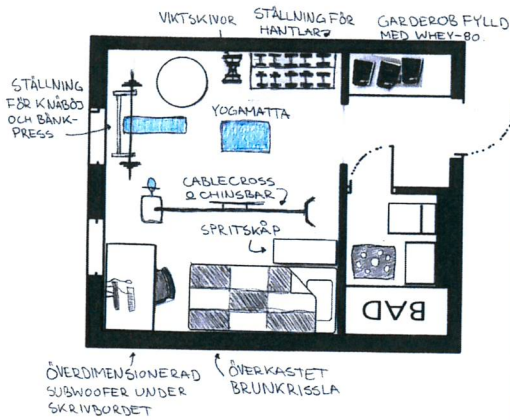 VIKTSKIVOR
STÄLLNING FÖR
HANTLAR
GARDEROB FYLLD
MED WHEY-80.
STÄLLNING
FÖR KNÄBÖJ
OCH BÄNK-
PRESS
YOGAMATTA
CABLECROSS
& CHINSBAR
SPRITSKÅP
BAD
ÖVERDIMENSIONERAD
SUBWOOFER UNDER
SKRIVBORDET
ÖVERKASTET
BRUNKRISSLA